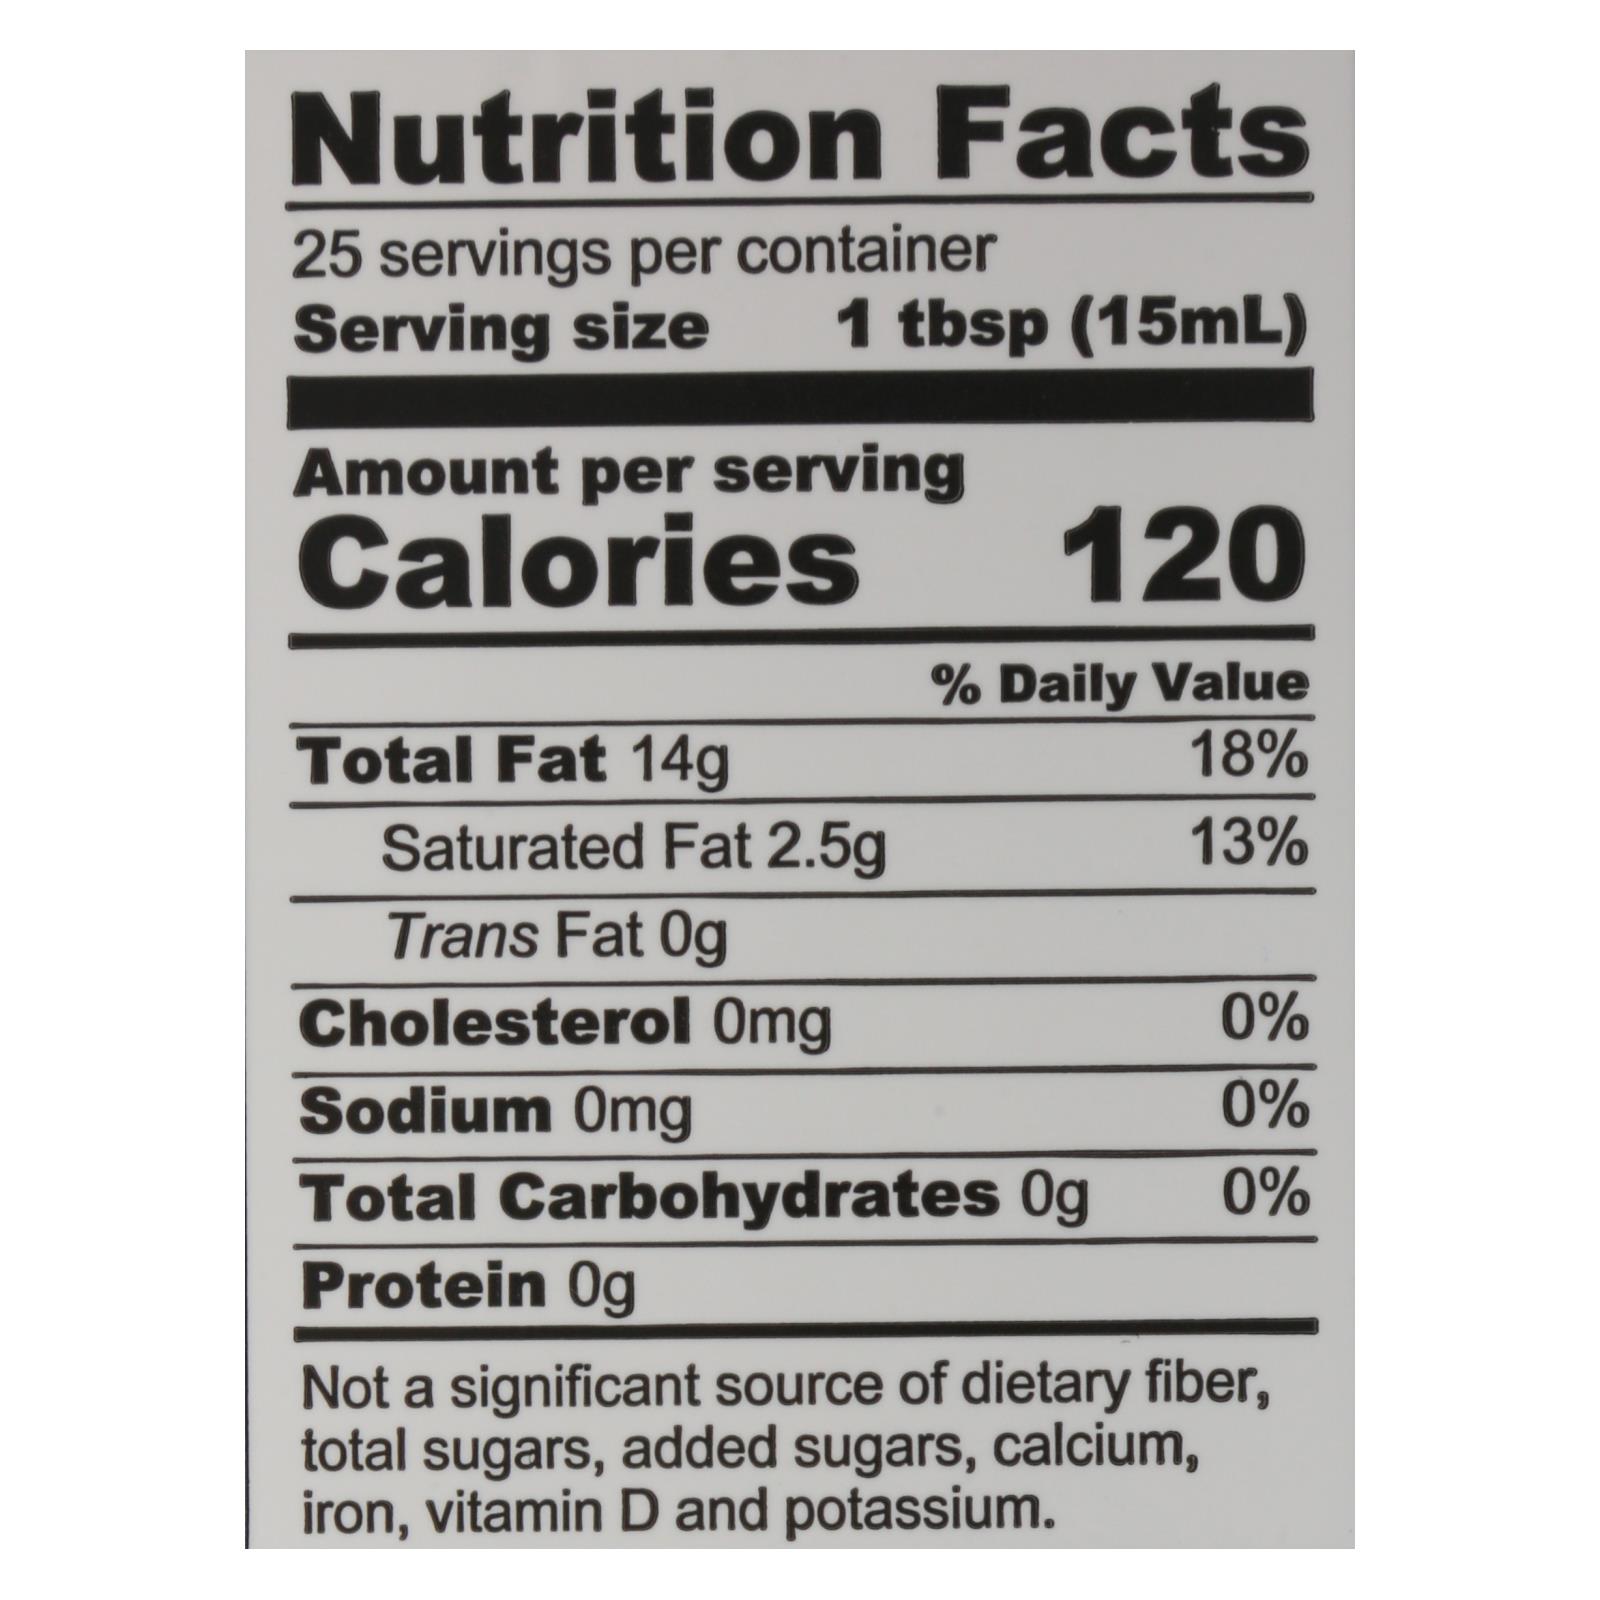 Nutrition Facts
25 servings per container
Serving size 1 tbsp (15mL)
Amount per serving
Calories 120
% Daily Value
Total Fat 14g 18%
Saturated Fat 2.5g 13%
Trans Fat 0g
Cholesterol 0mg 0%
Sodium 0mg 0%
Total Carbohydrates 0g 0%
Protein 0g
Not a significant source of dietary fiber,
total sugars, added sugars, calcium,
iron, vitamin D and potassium.